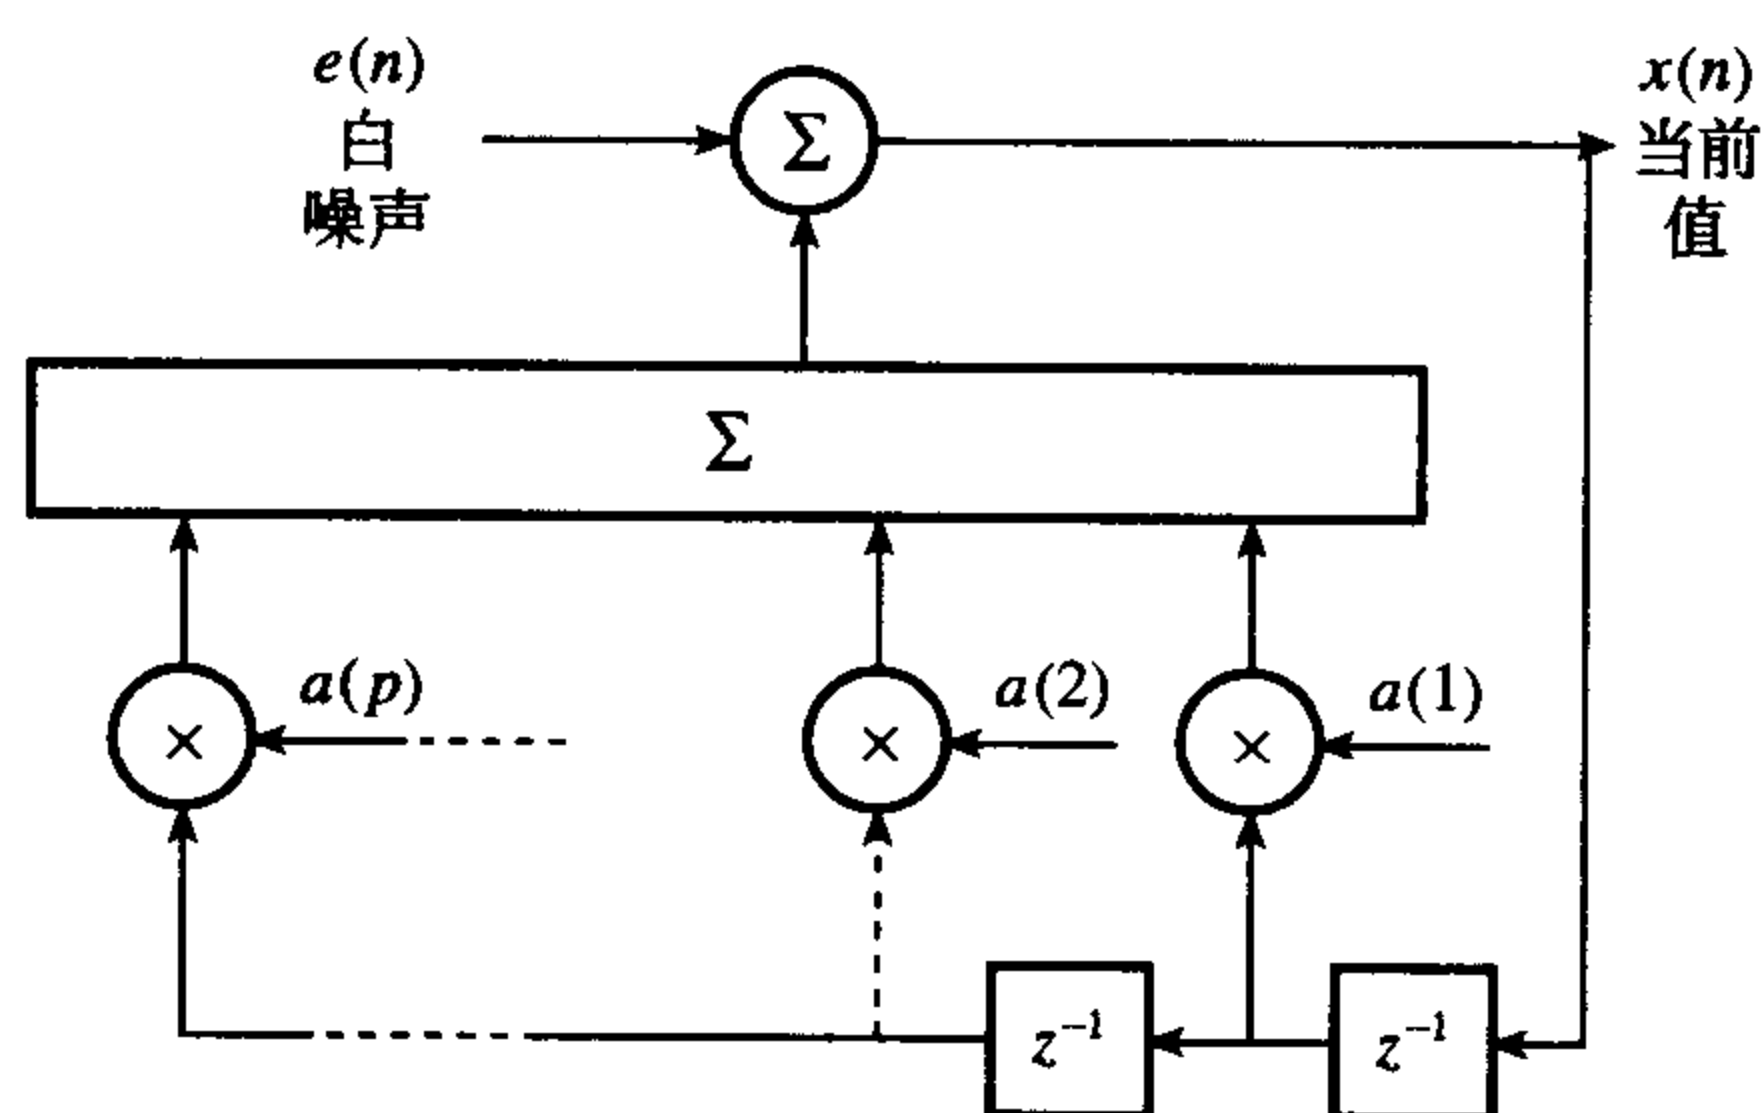 e(n)
白
噪声
Σ
x(n)
当前
值
Σ
a(p)
a(2)
a(1)
×
×
×
z⁻¹
z⁻¹